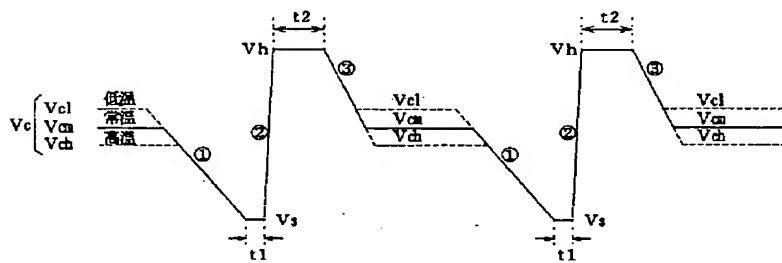 t2 t2
Vh Vh
③ ③
Vc Vcl 低温 Vcl Vcl
Vcm 常温 Vcm Vcm
Vch 高温 Vch Vch
① ② ① ②
Vs Vs
t1 t1